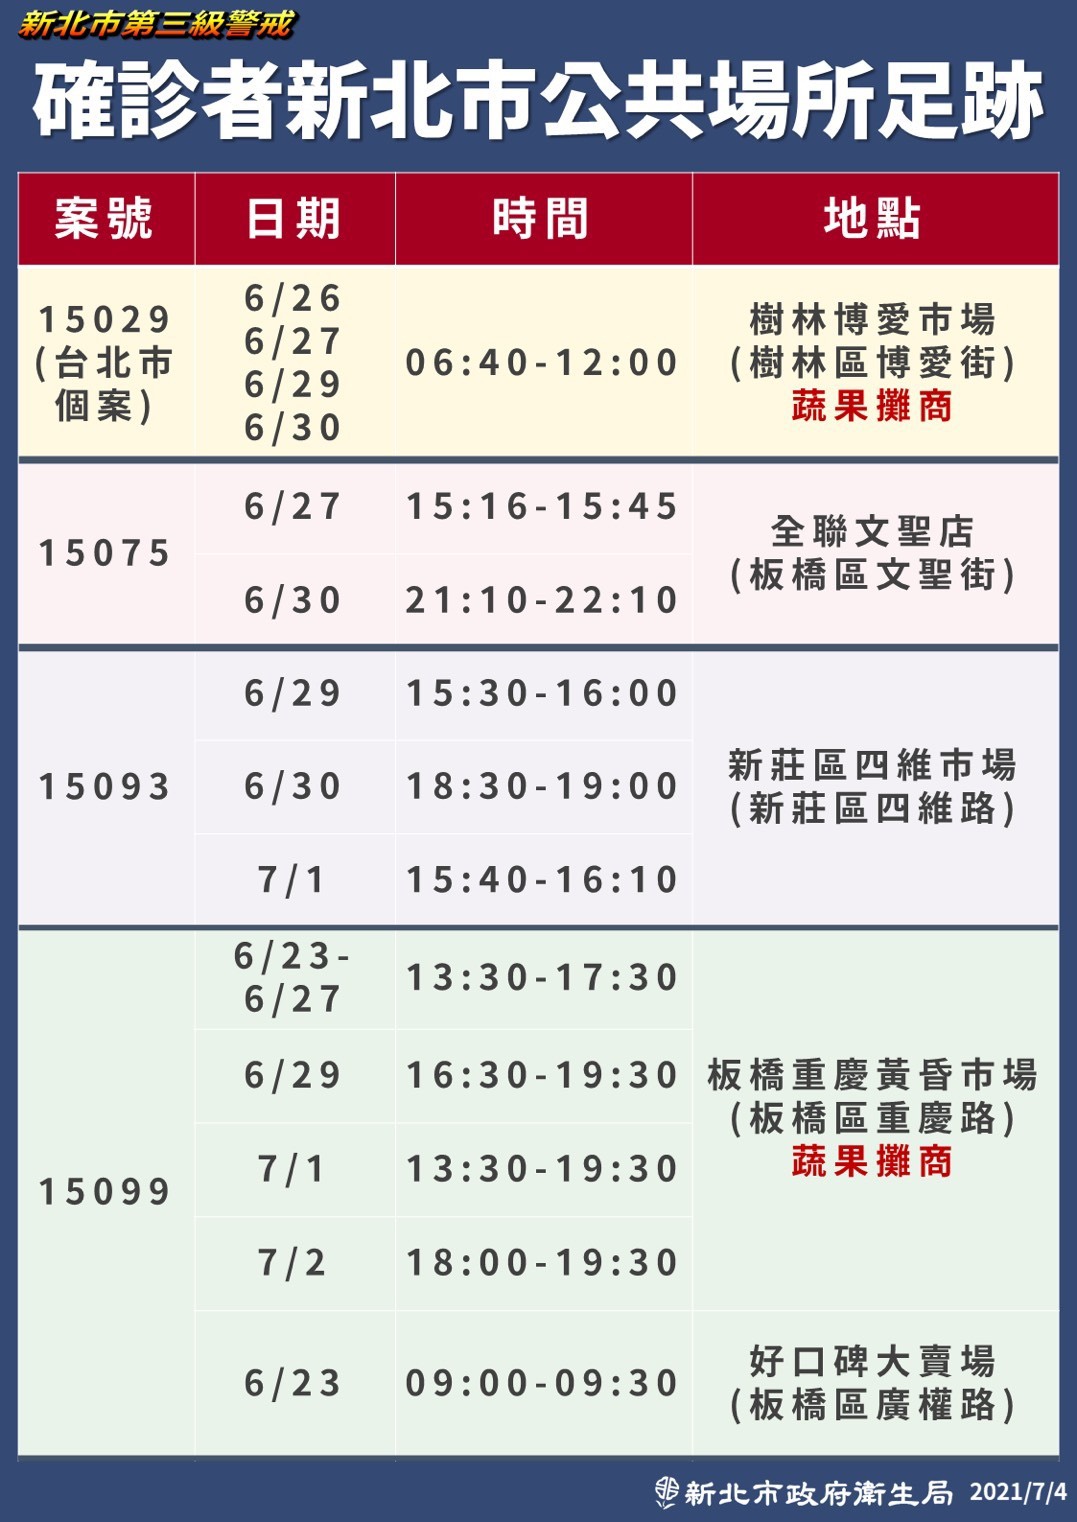 新北市第三級警戒
確診者新北市公共場所足跡
案號 日期 時間 地點
15029
(台北市
個案)
6/26
6/27
6/29
6/30
06:40-12:00
樹林博愛市場
(樹林區博愛街)
蔬果攤商
15075
6/27 15:16-15:45
6/30 21:10-22:10
全聯文聖店
(板橋區文聖街)
15093
6/29 15:30-16:00
6/30 18:30-19:00
7/1 15:40-16:10
新莊區四維市場
(新莊區四維路)
15099
6/23-
6/27
13:30-17:30
6/29 16:30-19:30
7/1 13:30-19:30
7/2 18:00-19:30
板橋重慶黃昏市場
(板橋區重慶路)
蔬果攤商
6/23 09:00-09:30
好口碑大賣場
(板橋區廣權路)
新北市政府衛生局 2021/7/4